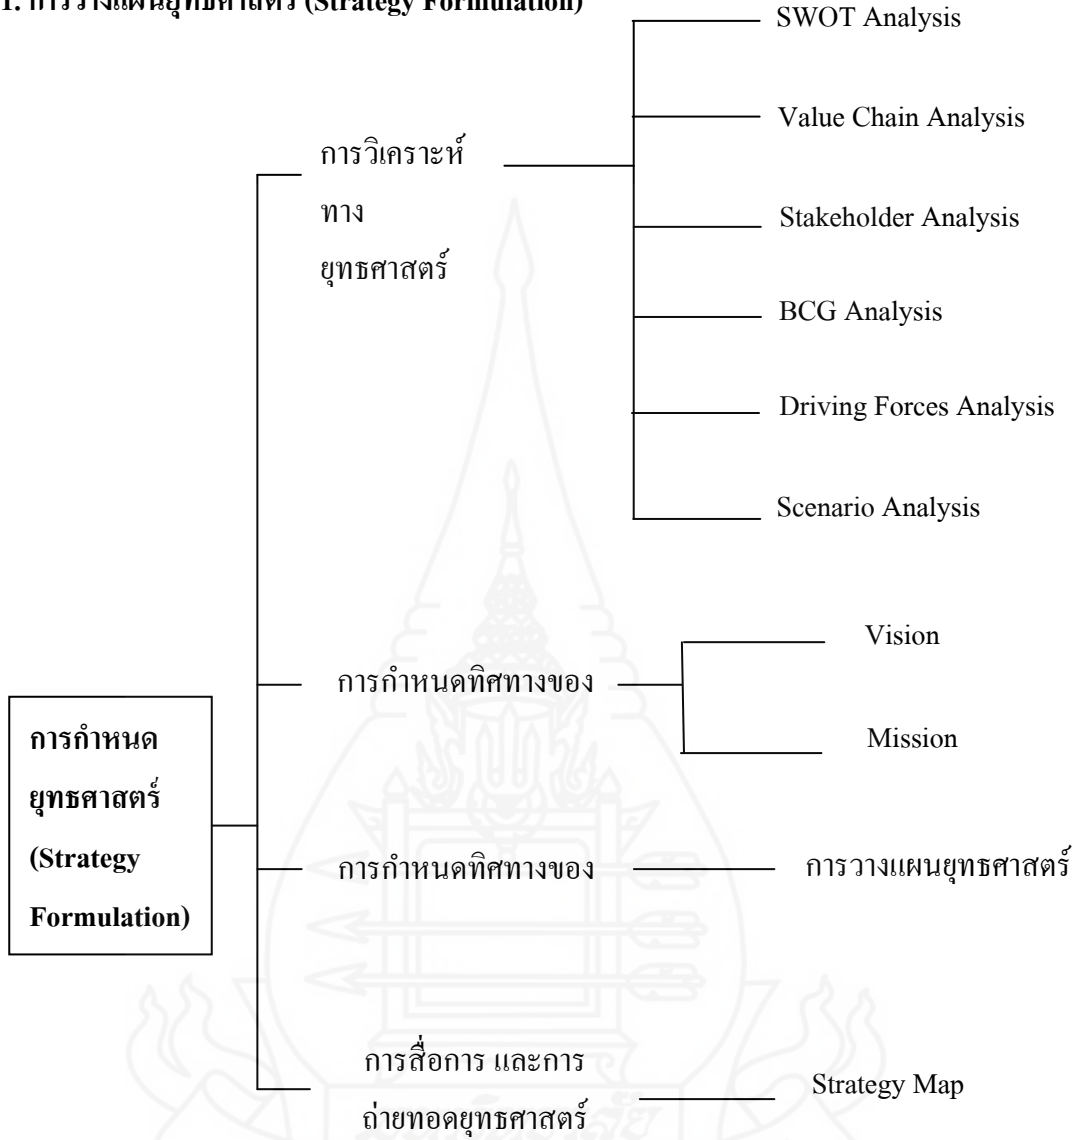 1. การวางแผนยุทธศาสตร์ (Strategy Formulation)
SWOT Analysis
Value Chain Analysis
การวิเคราะห์
ทาง
ยุทธศาสตร์
Stakeholder Analysis
BCG Analysis
Driving Forces Analysis
Scenario Analysis
Vision
การกำหนดทิศทางของ
Mission
การกำหนด
ยุทธศาสตร์
(Strategy
Formulation)
การกำหนดทิศทางของ
การวางแผนยุทธศาสตร์
การสื่อการ และการ
ถ่ายทอดยุทธศาสตร์
Strategy Map